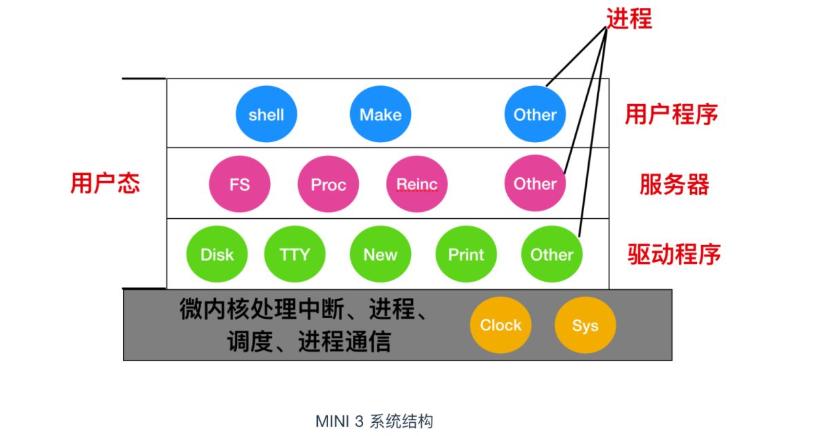 进程
shell Make Other
用户程序
用户态
FS Proc Reinc Other
服务器
Disk TTY New Print Other
驱动程序
微内核处理中断、进程、
调度、进程通信
Clock Sys
MINI 3 系统结构